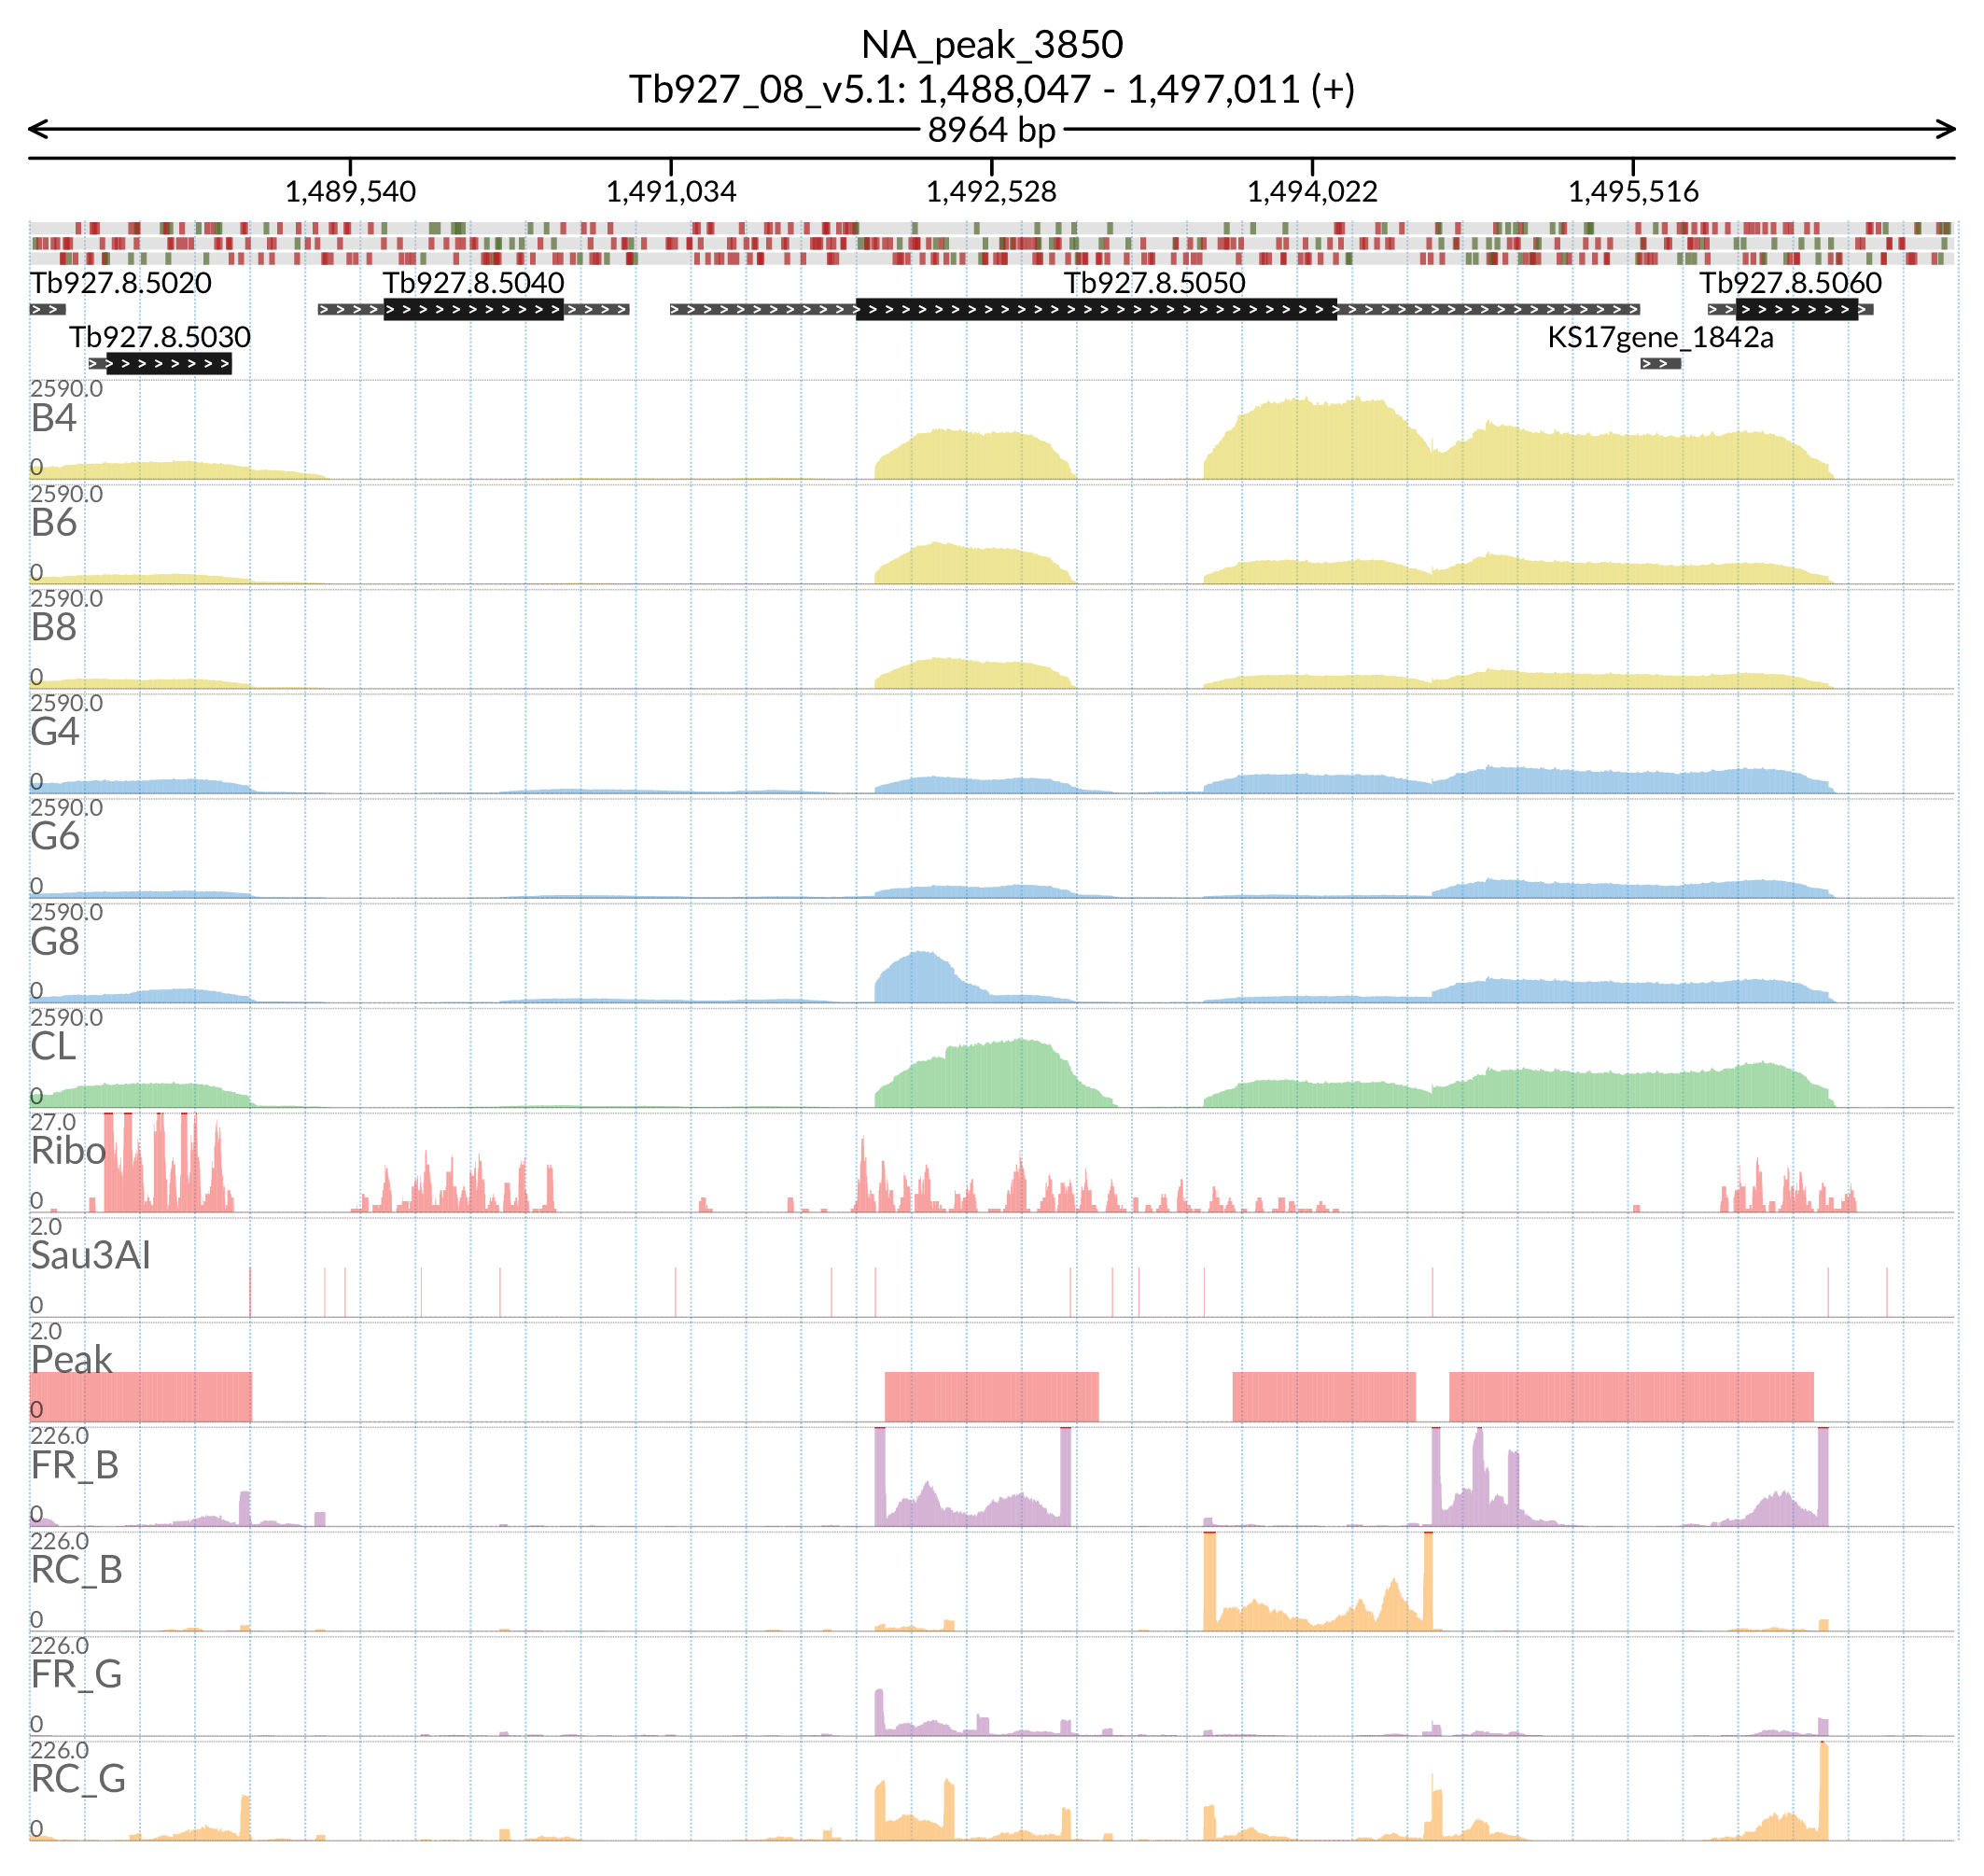 NA_peak_3850
Tb927_08_v5.1: 1,488,047 - 1,497,011 (+)
8964 bp
1,489,540 1,491,034 1,492,528 1,494,022 1,495,516
Tb927.8.5020 Tb927.8.5040 Tb927.8.5050 Tb927.8.5060
Tb927.8.5030 KS17gene_1842a
2590.0
B4
0
2590.0
B6
0
2590.0
B8
0
2590.0
G4
0
2590.0
G6
0
2590.0
G8
0
2590.0
CL
0
27.0
Ribo
0
2.0
Sau3AI
0
2.0
Peak
0
226.0
FR_B
0
226.0
RC_B
0
226.0
FR_G
0
226.0
RC_G
0